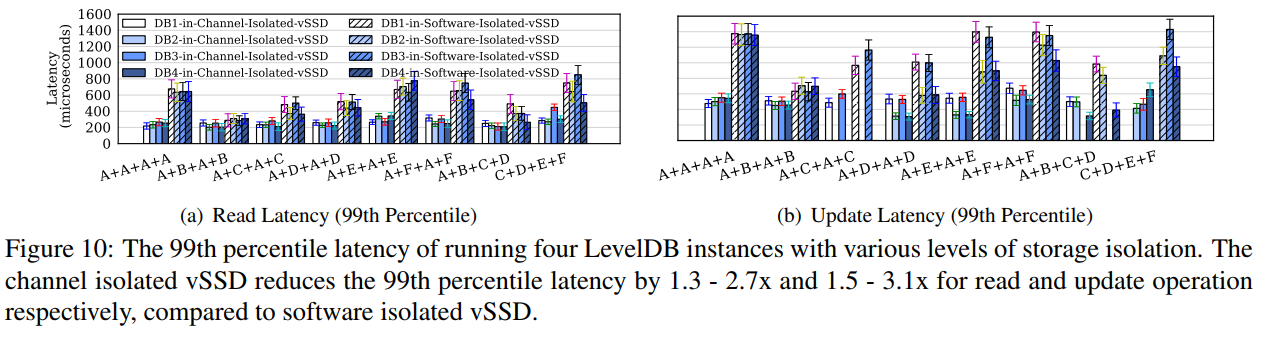 1600
1400
1200
1000
800
600
400
200
0
Latency
(microseconds)
DB1-in-Channel-Isolated-vSSD
DB2-in-Channel-Isolated-vSSD
DB3-in-Channel-Isolated-vSSD
DB4-in-Channel-Isolated-vSSD
DB1-in-Software-Isolated-vSSD
DB2-in-Software-Isolated-vSSD
DB3-in-Software-Isolated-vSSD
DB4-in-Software-Isolated-vSSD
A+A+A+A
A+B+A+B
A+C+A+C
A+D+A+D
A+E+A+E
A+F+A+F
A+B+C+D
C+D+E+F
A+A+A+A
A+B+A+B
A+C+A+C
A+D+A+D
A+E+A+E
A+F+A+F
A+B+C+D
C+D+E+F
(a) Read Latency (99th Percentile)
(b) Update Latency (99th Percentile)
Figure 10: The 99th percentile latency of running four LevelDB instances with various levels of storage isolation. The
channel isolated vSSD reduces the 99th percentile latency by 1.3 - 2.7x and 1.5 - 3.1x for read and update operation
respectively, compared to software isolated vSSD.